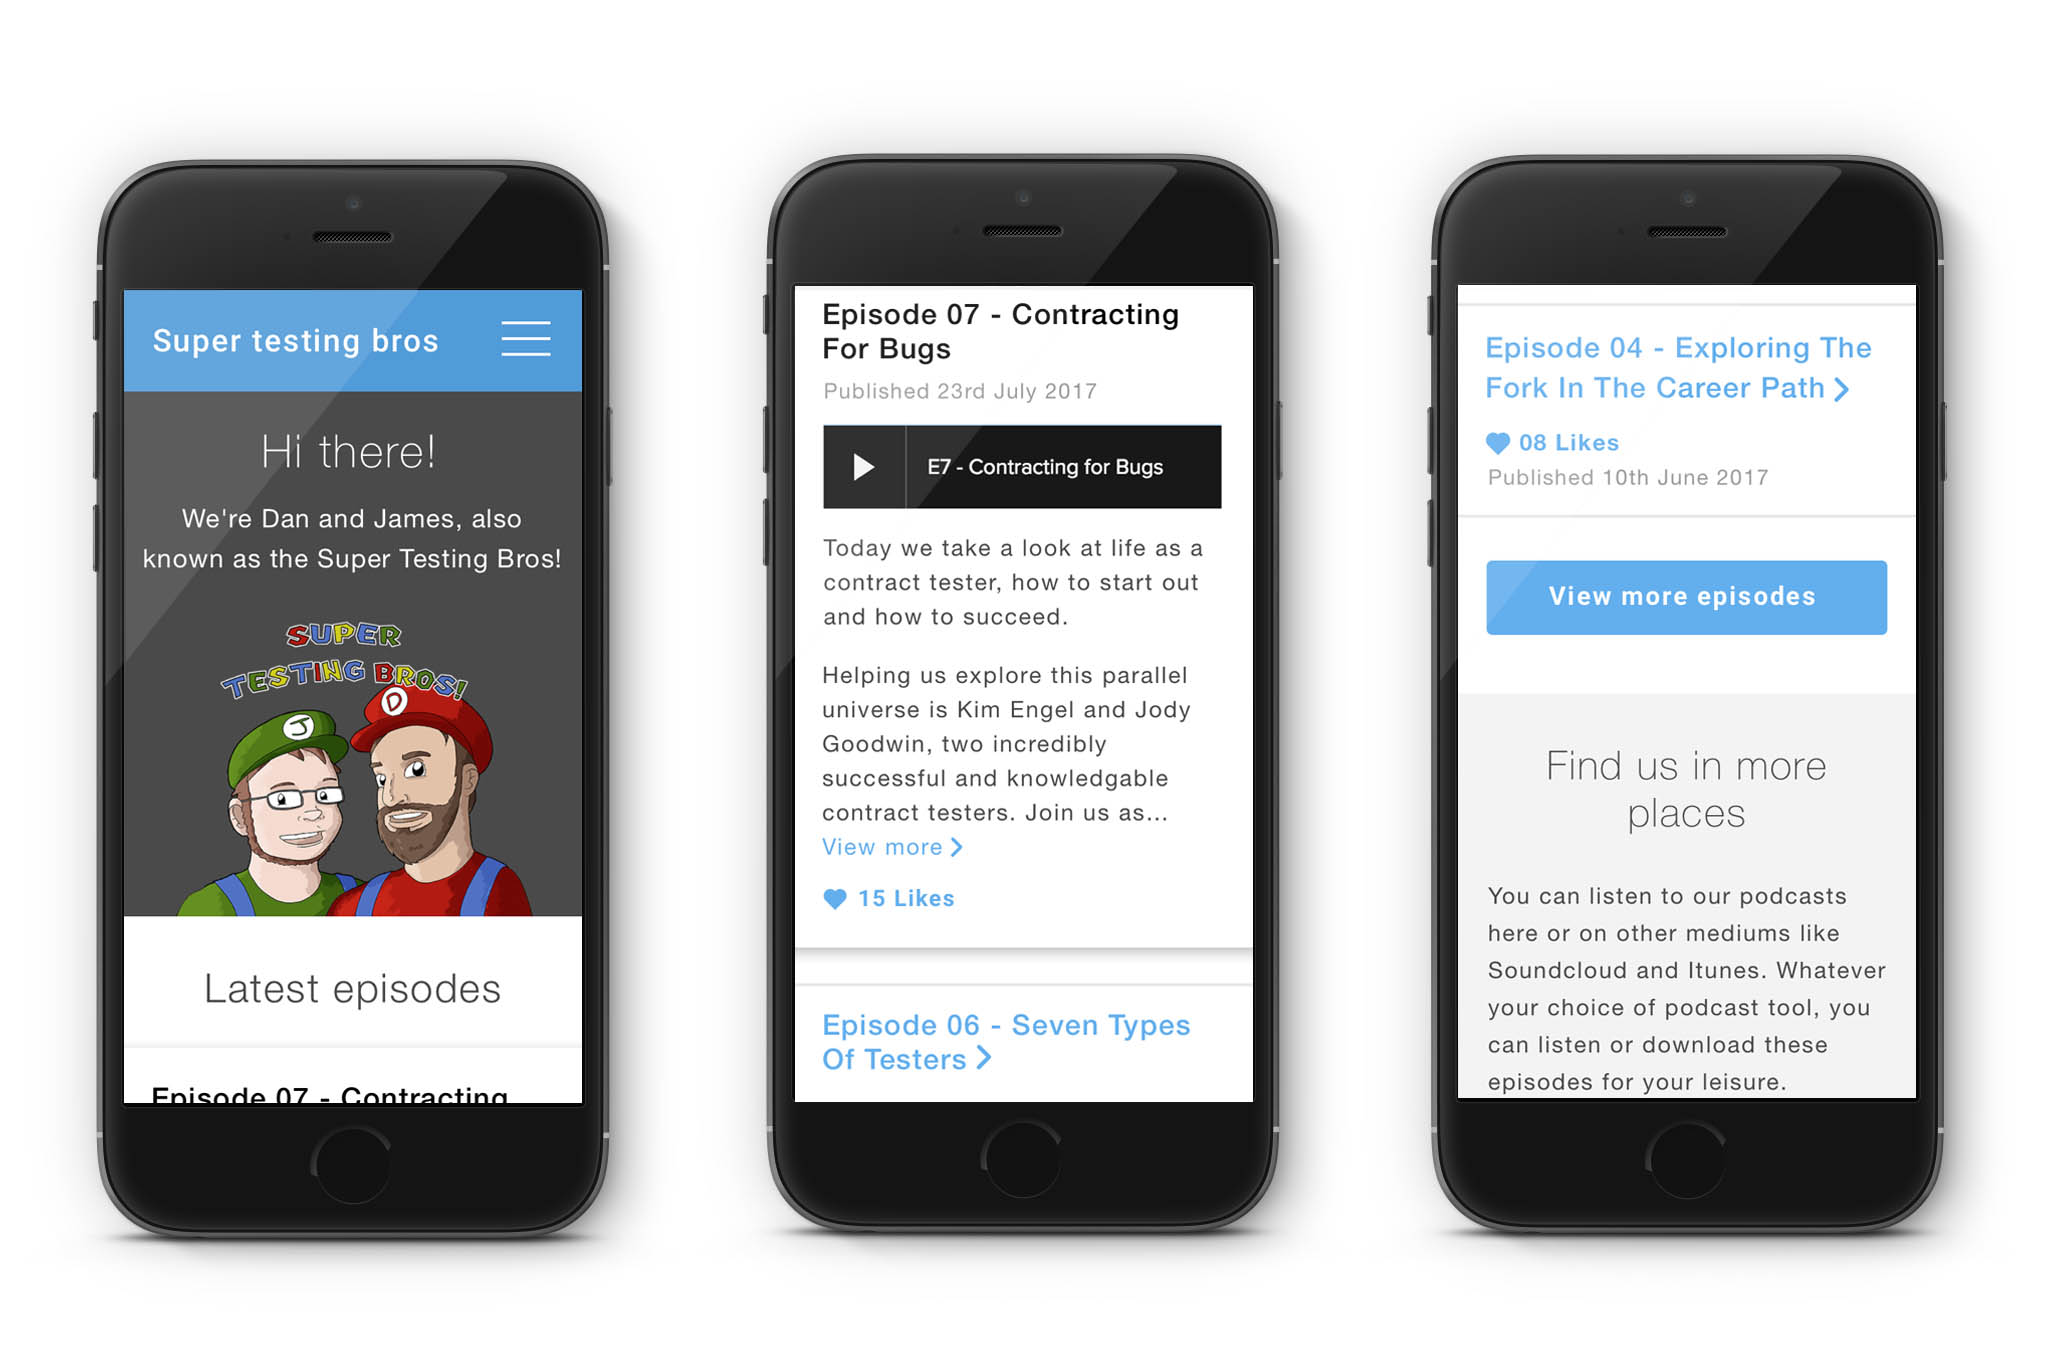 Super testing bros
Hi there!
We're Dan and James, also
known as the Super Testing Bros!
SUPER
TESTING BROS!
J
D
Latest episodes
Episode 07 - Contracting
Episode 07 - Contracting
For Bugs
Published 23rd July 2017
E7 - Contracting for Bugs
Today we take a look at life as a
contract tester, how to start out
and how to succeed.
Helping us explore this parallel
universe is Kim Engel and Jody
Goodwin, two incredibly
successful and knowledgable
contract testers. Join us as...
View more
15 Likes
Episode 06 - Seven Types
Of Testers
Episode 04 - Exploring The
Fork In The Career Path
08 Likes
Published 10th June 2017
View more episodes
Find us in more
places
You can listen to our podcasts
here or on other mediums like
Soundcloud and Itunes. Whatever
your choice of podcast tool, you
can listen or download these
episodes for your leisure.